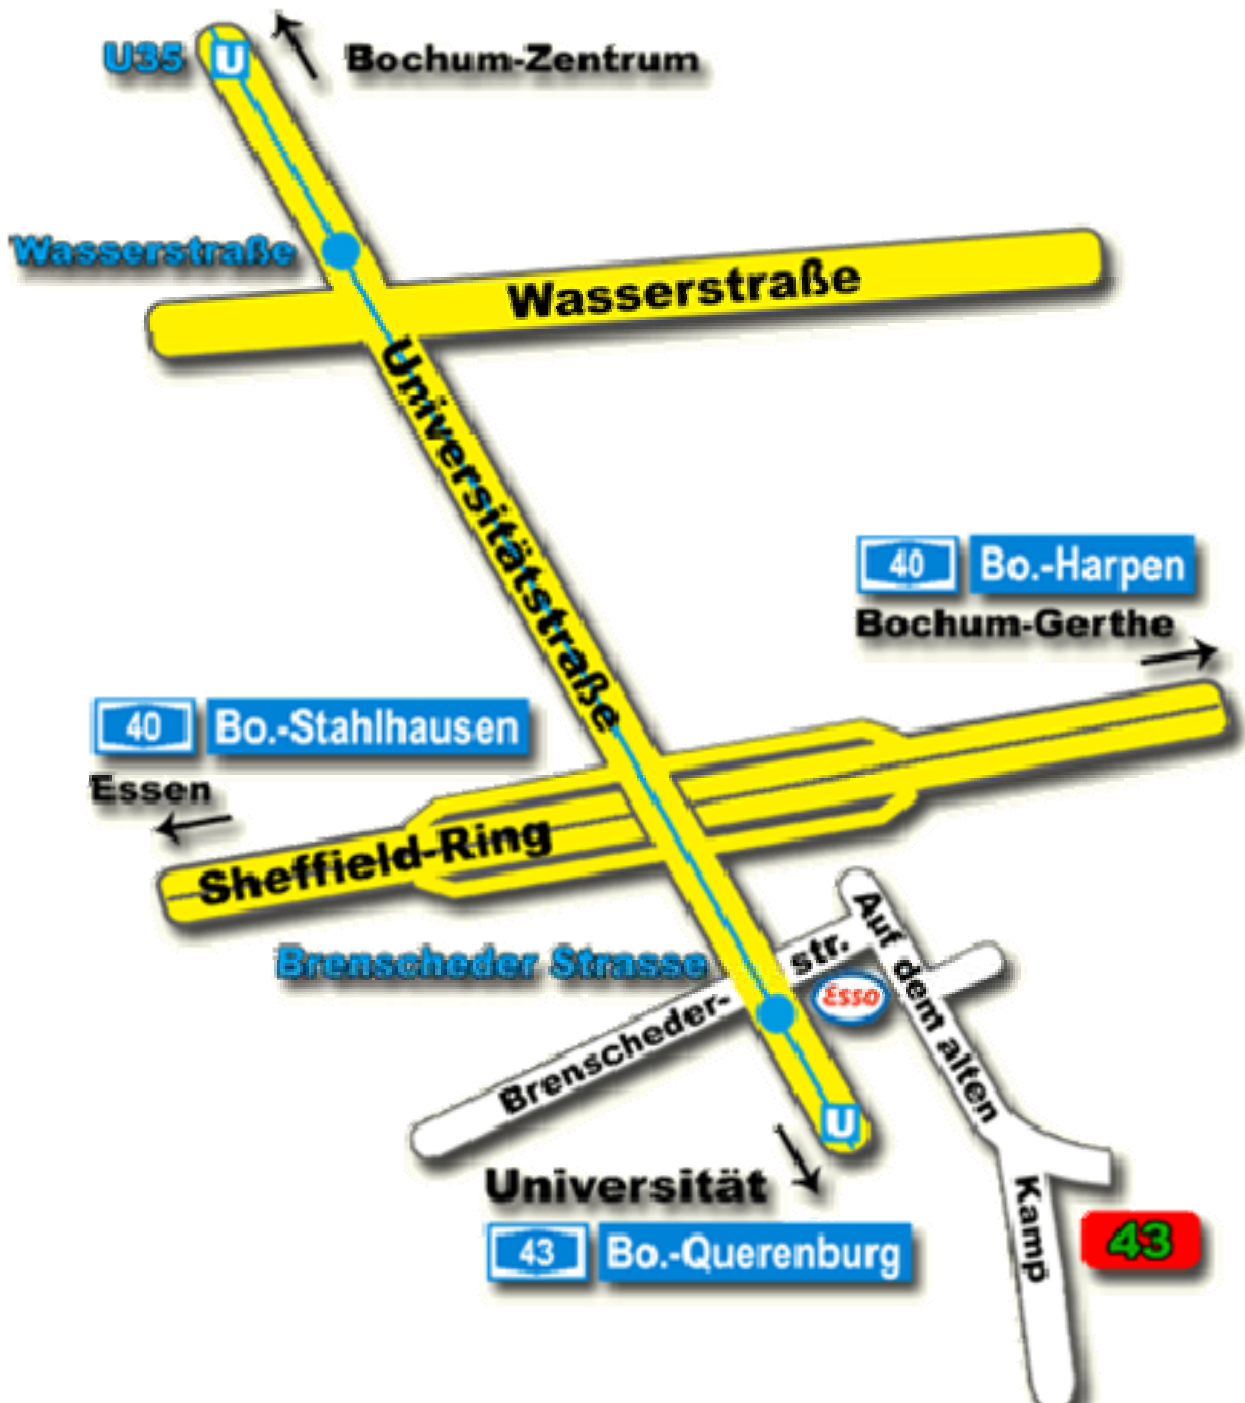 U35 U Bochum-Zentrum
Wasserstraße
Wasserstraße
Universitätstraße
40 Bo.-Harpen
Bochum-Gerthe
40 Bo.-Stahlhausen
Essen
Sheffield-Ring
Brenscheder Strasse
Brenscheder- str.
Esso
Auf dem alten
Kamp
U
Universität
43 Bo.-Querenburg
43